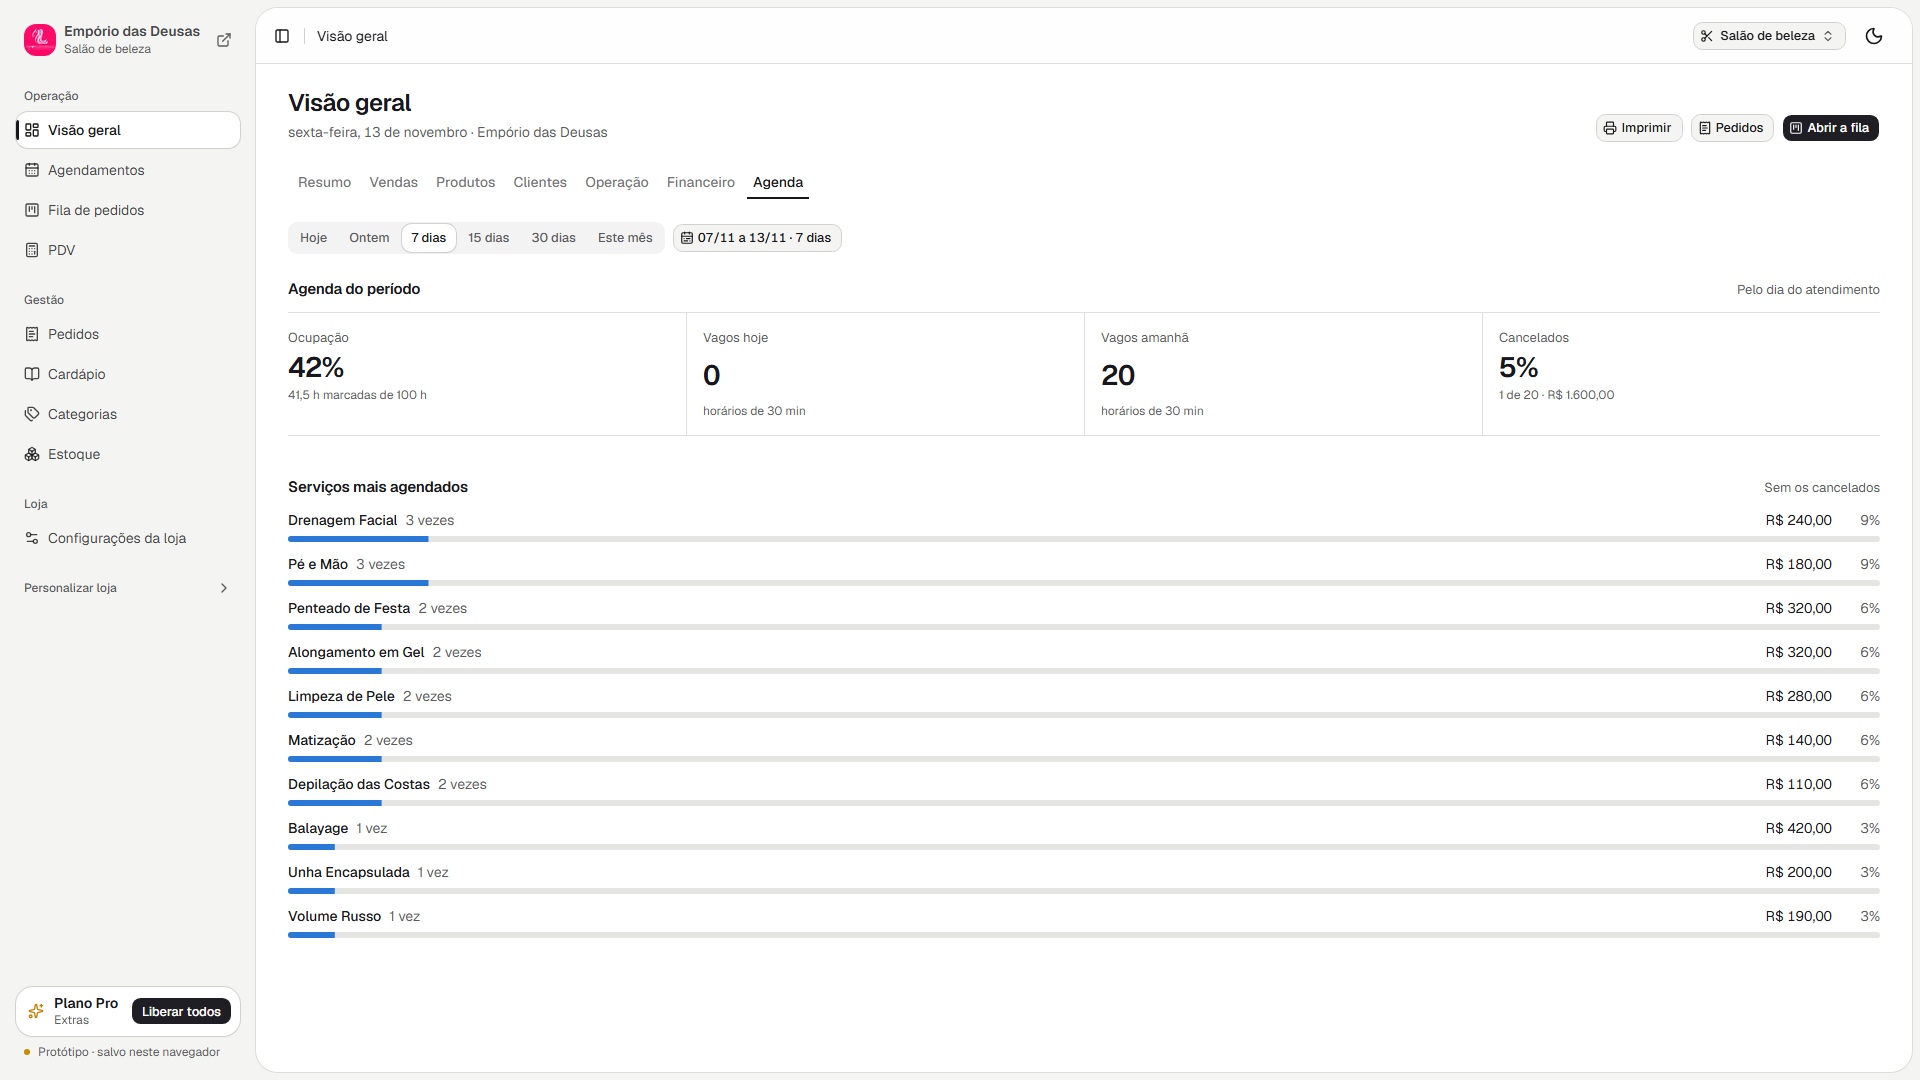 Empório das Deusas
Salão de beleza
Operação
Visão geral
Agendamentos
Fila de pedidos
PDV
Gestão
Pedidos
Cardápio
Categorias
Estoque
Loja
Configurações da loja
Personalizar loja
Plano Pro
Extras
Liberar todos
Protótipo · salvo neste navegador
Visão geral
Salão de beleza
Visão geral
sexta-feira, 13 de novembro · Empório das Deusas
Imprimir
Pedidos
Abrir a fila
Resumo Vendas Produtos Clientes Operação Financeiro Agenda
Hoje Ontem 7 dias 15 dias 30 dias Este mês 07/11 a 13/11 · 7 dias
Agenda do período
Pelo dia do atendimento
Ocupação
42%
41,5 h marcadas de 100 h
Vagos hoje
0
horários de 30 min
Vagos amanhã
20
horários de 30 min
Cancelados
5%
1 de 20 · R$ 1.600,00
Serviços mais agendados
Sem os cancelados
Drenagem Facial 3 vezes R$ 240,00 9%
Pé e Mão 3 vezes R$ 180,00 9%
Penteado de Festa 2 vezes R$ 320,00 6%
Alongamento em Gel 2 vezes R$ 320,00 6%
Limpeza de Pele 2 vezes R$ 280,00 6%
Matização 2 vezes R$ 140,00 6%
Depilação das Costas 2 vezes R$ 110,00 6%
Balayage 1 vez R$ 420,00 3%
Unha Encapsulada 1 vez R$ 200,00 3%
Volume Russo 1 vez R$ 190,00 3%